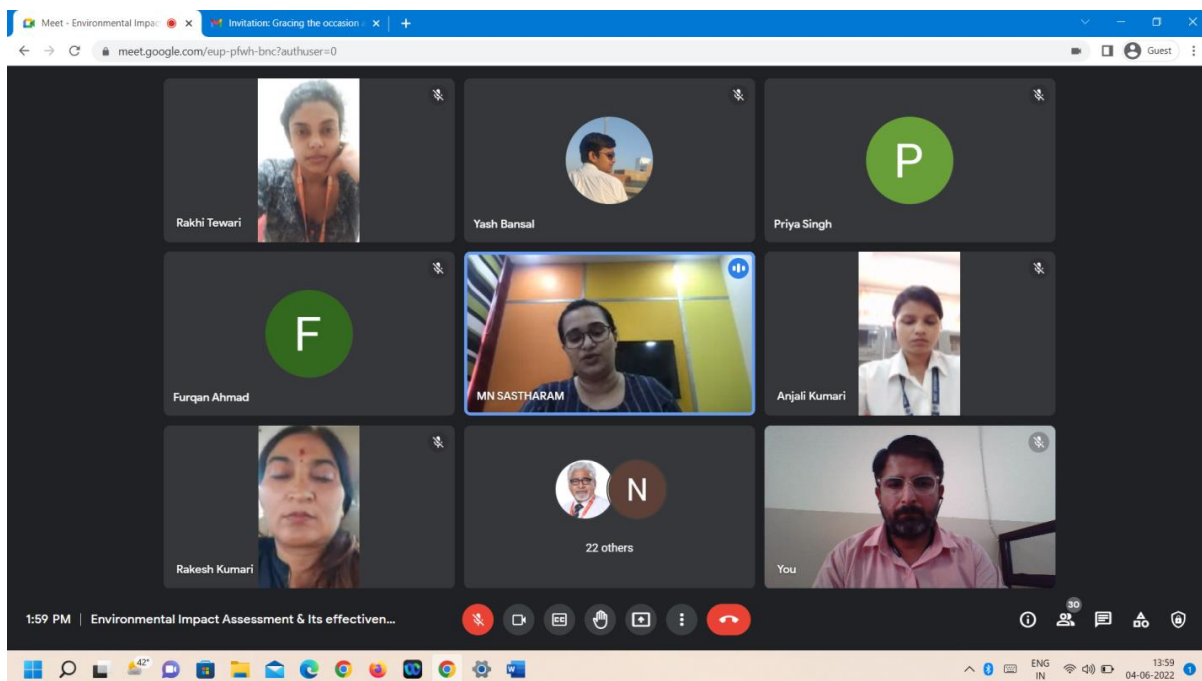 Meet - Environmental Impac
Invitation: Gracing the occasion
meet.google.com/eup-pfwh-bnc?authuser=0
Guest
Rakhi Tewari
Yash Bansal
P
Priya Singh
F
Furqan Ahmad
MN SASTHARAM
Anjali Kumari
Rakesh Kumari
N
22 others
You
1:59 PM | Environmental Impact Assessment & Its effectiven...
CC
30
42°
W
ENG
IN
13:59
04-06-2022
1